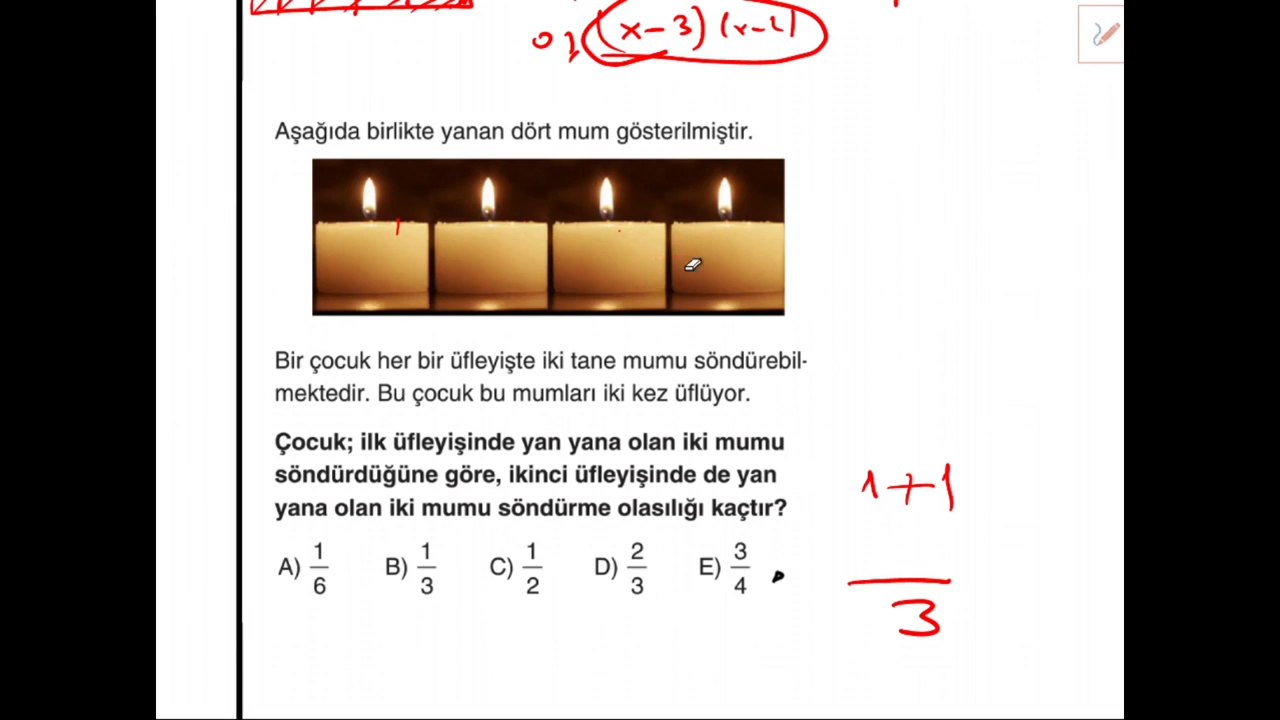 (x-3)(x-2)
Aşağıda birlikte yanan dört mum gösterilmiştir.
Bir çocuk her bir üfleyişte iki tane mumu söndürebil-
mektedir. Bu çocuk bu mumları iki kez üflüyor.
Çocuk; ilk üfleyişinde yan yana olan iki mumu
söndürdüğüne göre, ikinci üfleyişinde de yan
yana olan iki mumu söndürme olasılığı kaçtır?
A) 1/6 B) 1/3 C) 1/2 D) 2/3 E) 3/4
1+1
3